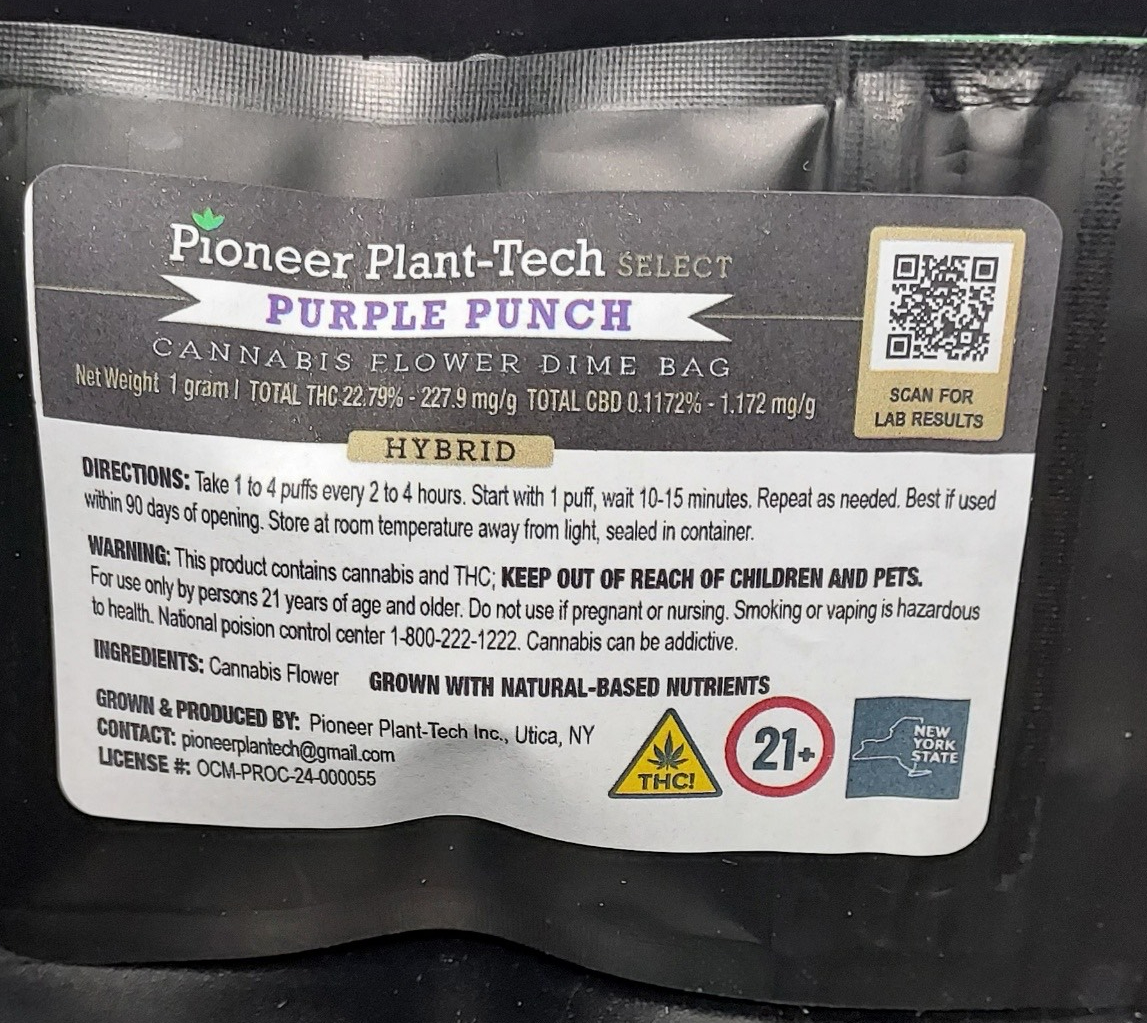 Pioneer Plant-Tech SELECT
PURPLE PUNCH
CANNABIS FLOWER DIME BAG
Net Weight 1 gram | TOTAL THC 22.79% - 227.9 mg/g TOTAL CBD 0.1172% - 1.172 mg/g
SCAN FOR
LAB RESULTS
HYBRID
DIRECTIONS: Take 1 to 4 puffs every 2 to 4 hours. Start with 1 puff, wait 10-15 minutes. Repeat as needed. Best if used
within 90 days of opening. Store at room temperature away from light, sealed in container.
WARNING: This product contains cannabis and THC; KEEP OUT OF REACH OF CHILDREN AND PETS.
For use only by persons 21 years of age and older. Do not use if pregnant or nursing. Smoking or vaping is hazardous
to health. National poision control center 1-800-222-1222. Cannabis can be addictive.
INGREDIENTS: Cannabis Flower GROWN WITH NATURAL-BASED NUTRIENTS
GROWN & PRODUCED BY: Pioneer Plant-Tech Inc., Utica, NY
CONTACT: pioneerplantech@gmail.com
LICENSE #: OCM-PROC-24-000055
THC!
21+
NEW
YORK
STATE